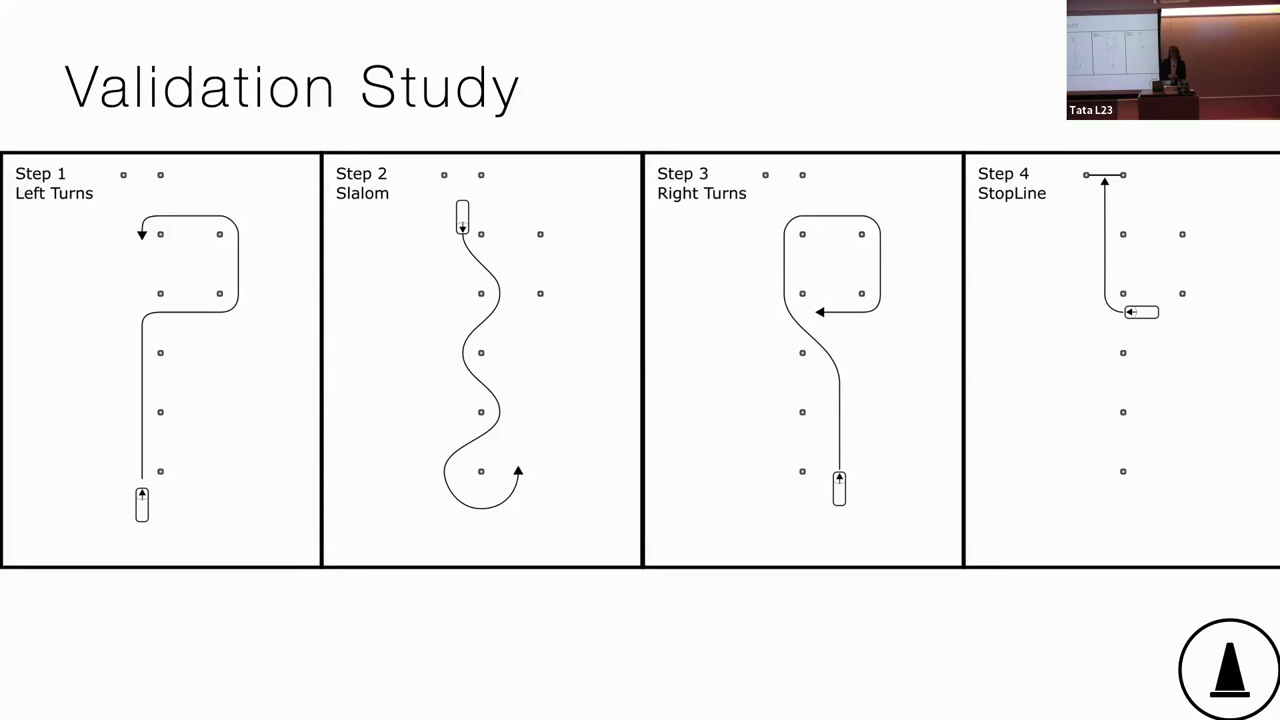 Validation Study
Tata L23
Step 1
Left Turns
Step 2
Slalom
Step 3
Right Turns
Step 4
StopLine